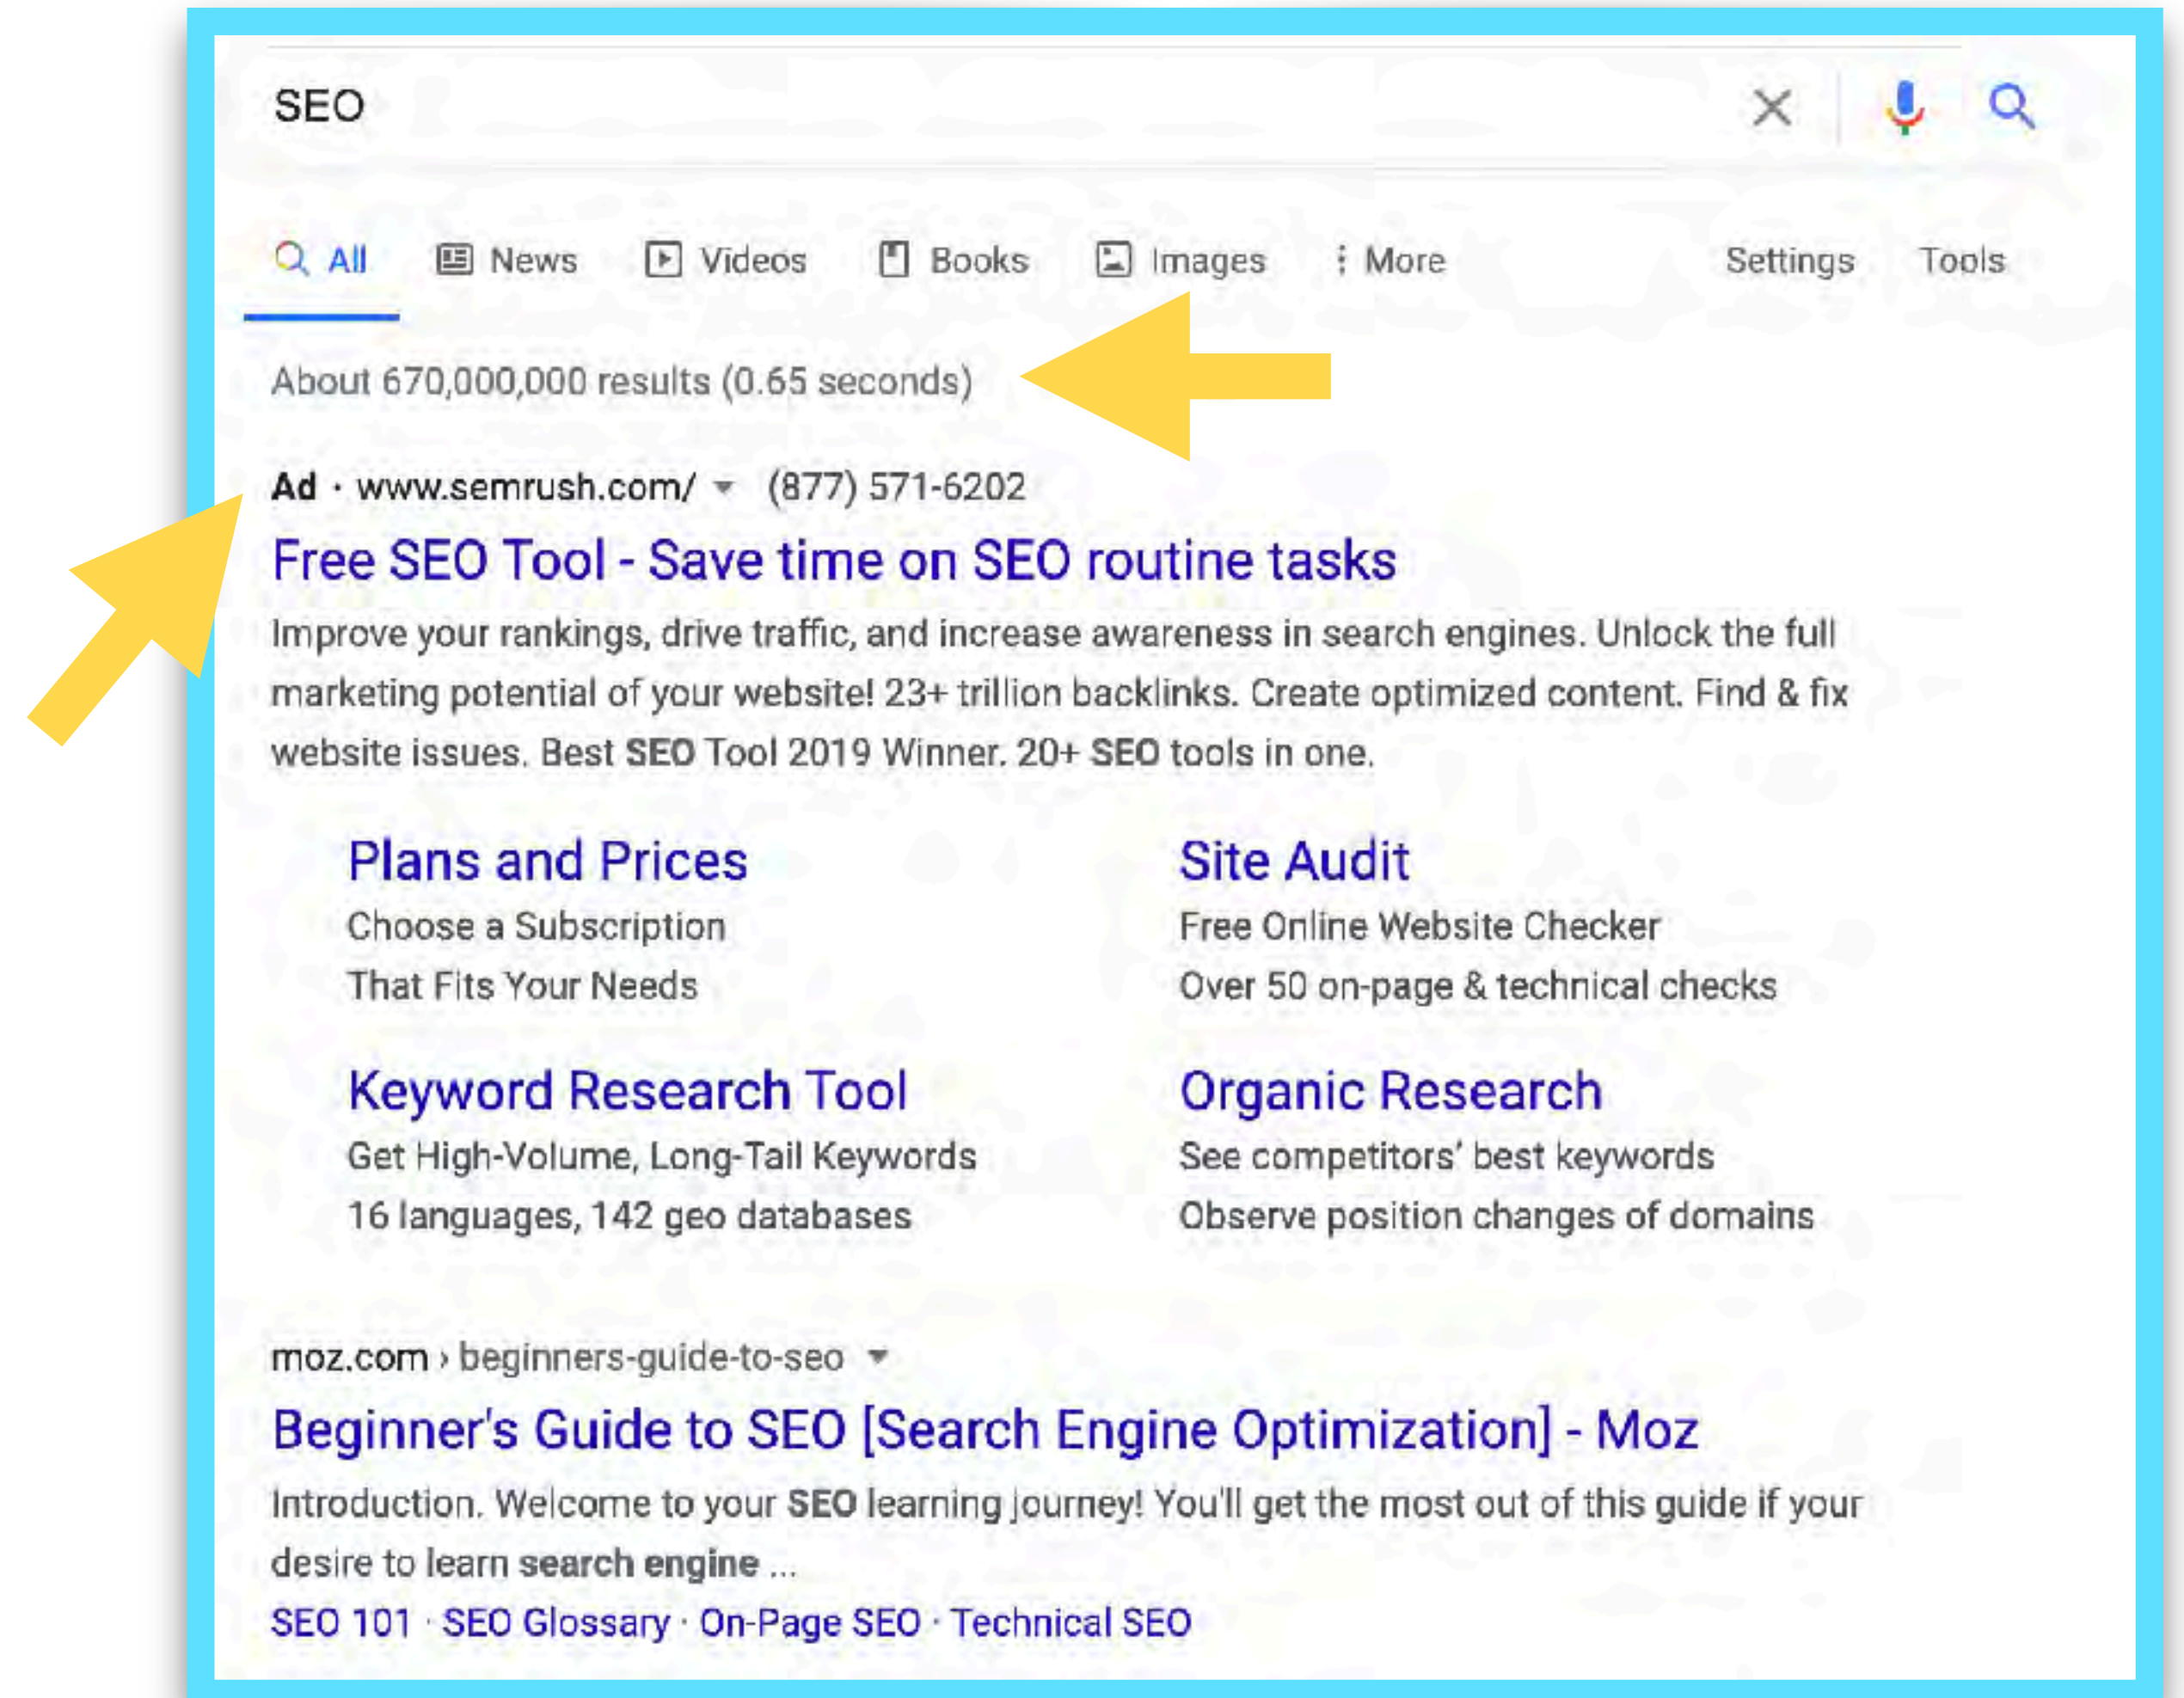 SEO
All News Videos Books Images More Settings Tools
About 670,000,000 results (0.65 seconds)
Ad · www.semrush.com/ (877) 571-6202
Free SEO Tool - Save time on SEO routine tasks
Improve your rankings, drive traffic, and increase awareness in search engines. Unlock the full
marketing potential of your website! 23+ trillion backlinks. Create optimized content. Find & fix
website issues. Best SEO Tool 2019 Winner. 20+ SEO tools in one.
Plans and Prices
Choose a Subscription
That Fits Your Needs
Site Audit
Free Online Website Checker
Over 50 on-page & technical checks
Keyword Research Tool
Get High-Volume, Long-Tail Keywords
16 languages, 142 geo databases
Organic Research
See competitors' best keywords
Observe position changes of domains
moz.com › beginners-guide-to-seo
Beginner's Guide to SEO [Search Engine Optimization] - Moz
Introduction. Welcome to your SEO learning journey! You'll get the most out of this guide if your
desire to learn search engine ...
SEO 101 · SEO Glossary · On-Page SEO · Technical SEO